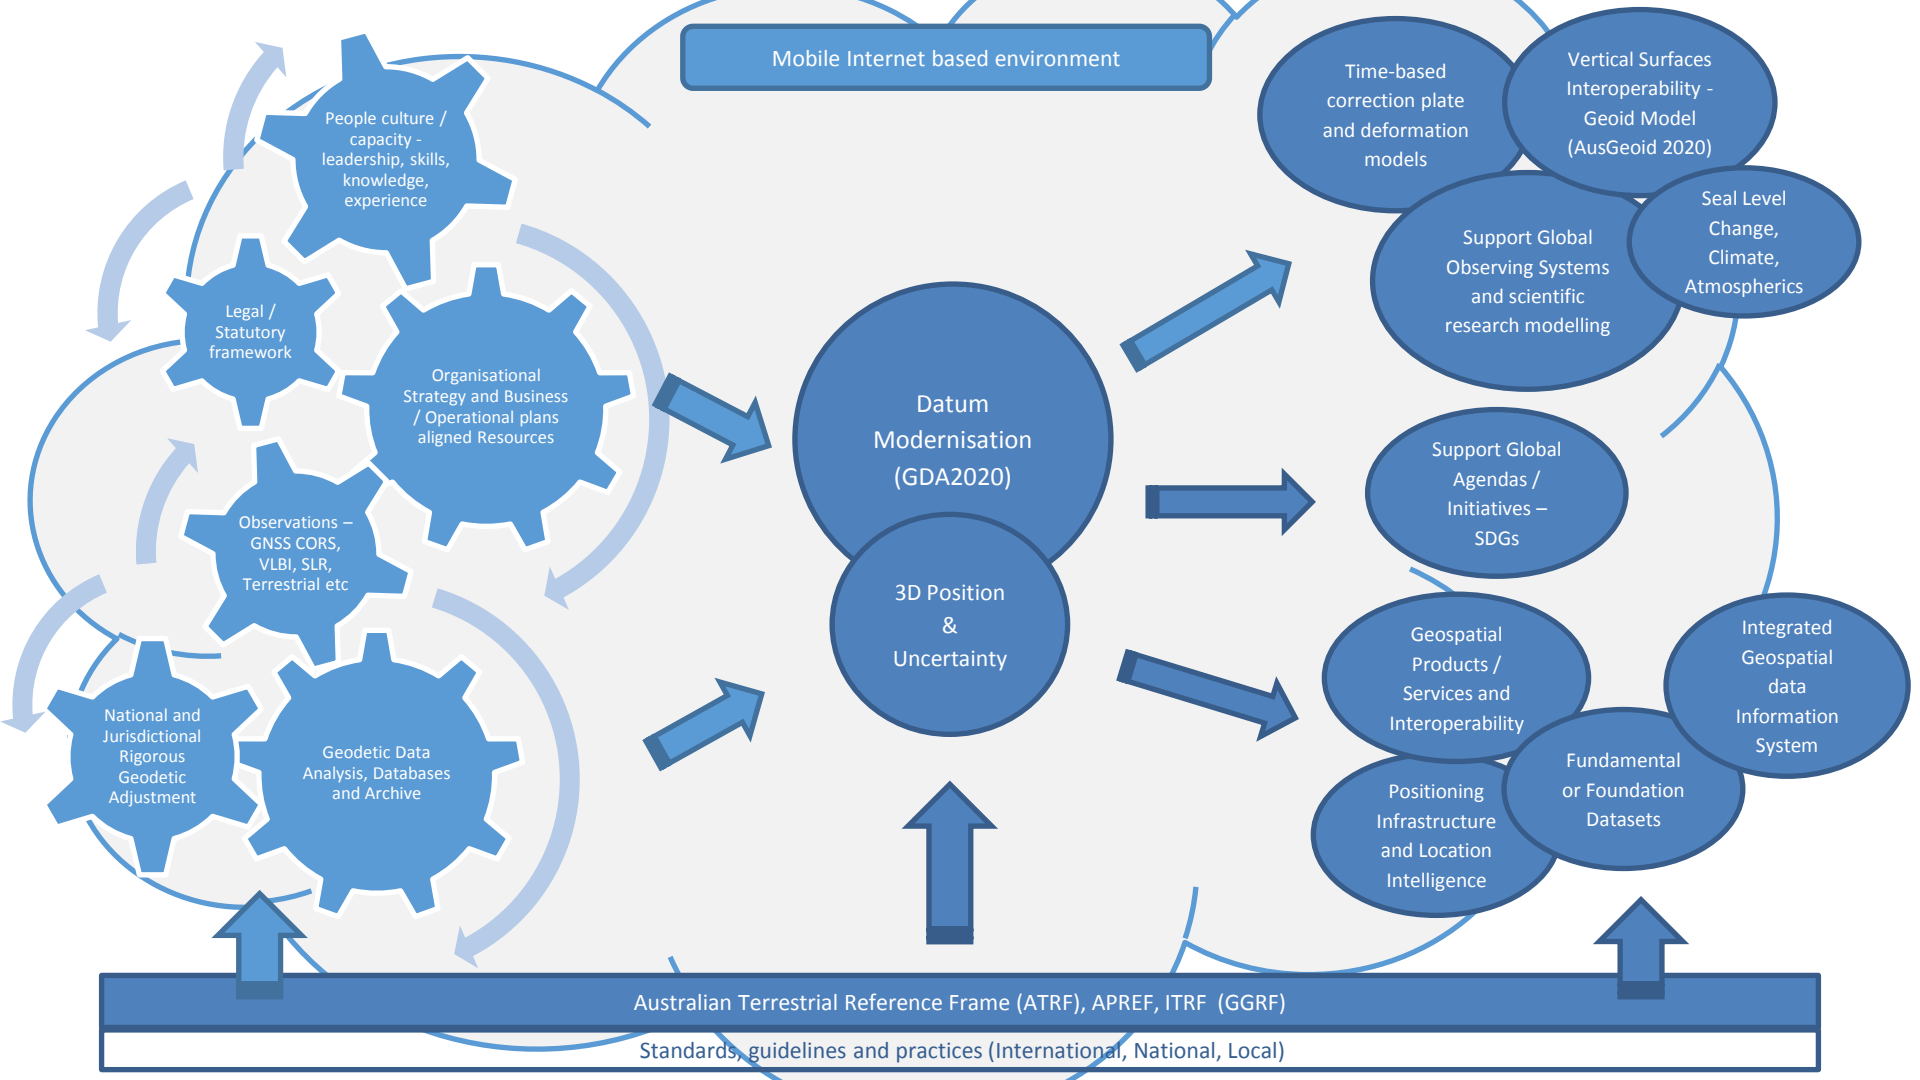 Mobile Internet based environment
People culture /
capacity -
leadership, skills,
knowledge,
experience
Legal /
Statutory
framework
Organisational
Strategy and Business
/ Operational plans
aligned Resources
Observations –
GNSS CORS,
VLBI, SLR,
Terrestrial etc
National and
Jurisdictional
Rigorous
Geodetic
Adjustment
Geodetic Data
Analysis, Databases
and Archive
Datum
Modernisation
(GDA2020)
3D Position
&
Uncertainty
Time-based
correction plate
and deformation
models
Vertical Surfaces
Interoperability -
Geoid Model
(AusGeoid 2020)
Support Global
Observing Systems
and scientific
research modelling
Seal Level
Change,
Climate,
Atmospherics
Support Global
Agendas /
Initiatives –
SDGs
Geospatial
Products /
Services and
Interoperability
Integrated
Geospatial
data
Information
System
Positioning
Infrastructure
and Location
Intelligence
Fundamental
or Foundation
Datasets
Australian Terrestrial Reference Frame (ATRF), APREF, ITRF (GGRF)
Standards, guidelines and practices (International, National, Local)